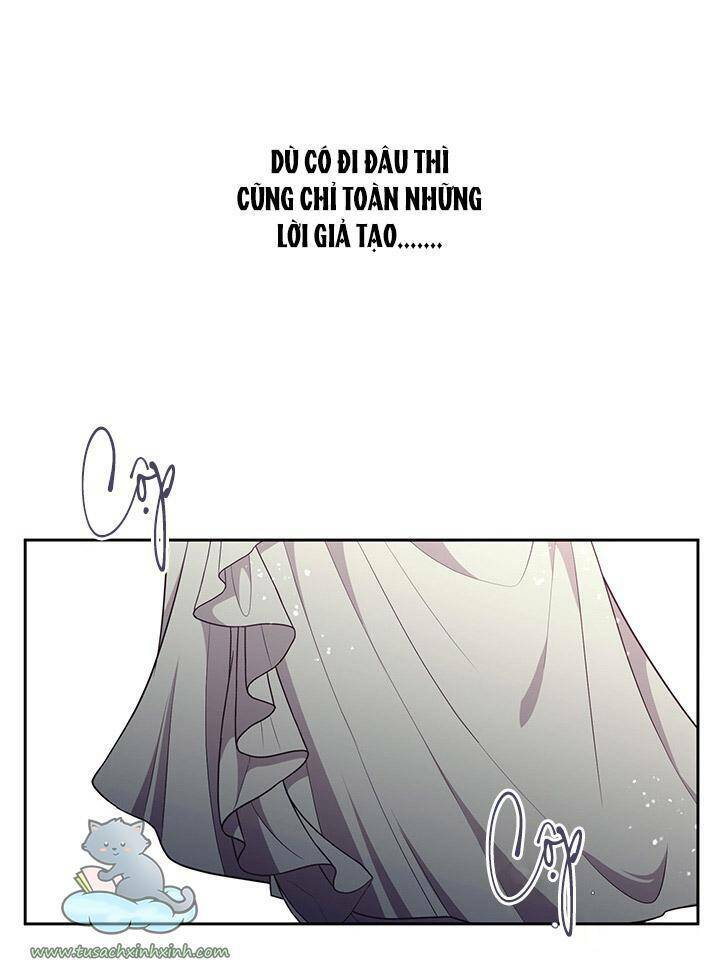 DÙ CÓ ĐI ĐÂU THÌ
CŨNG CHỈ TOÀN NHỮNG
LỜI GIẢ TẠO.......
Cộp
Cộp
www.tusachxinhxinh.com